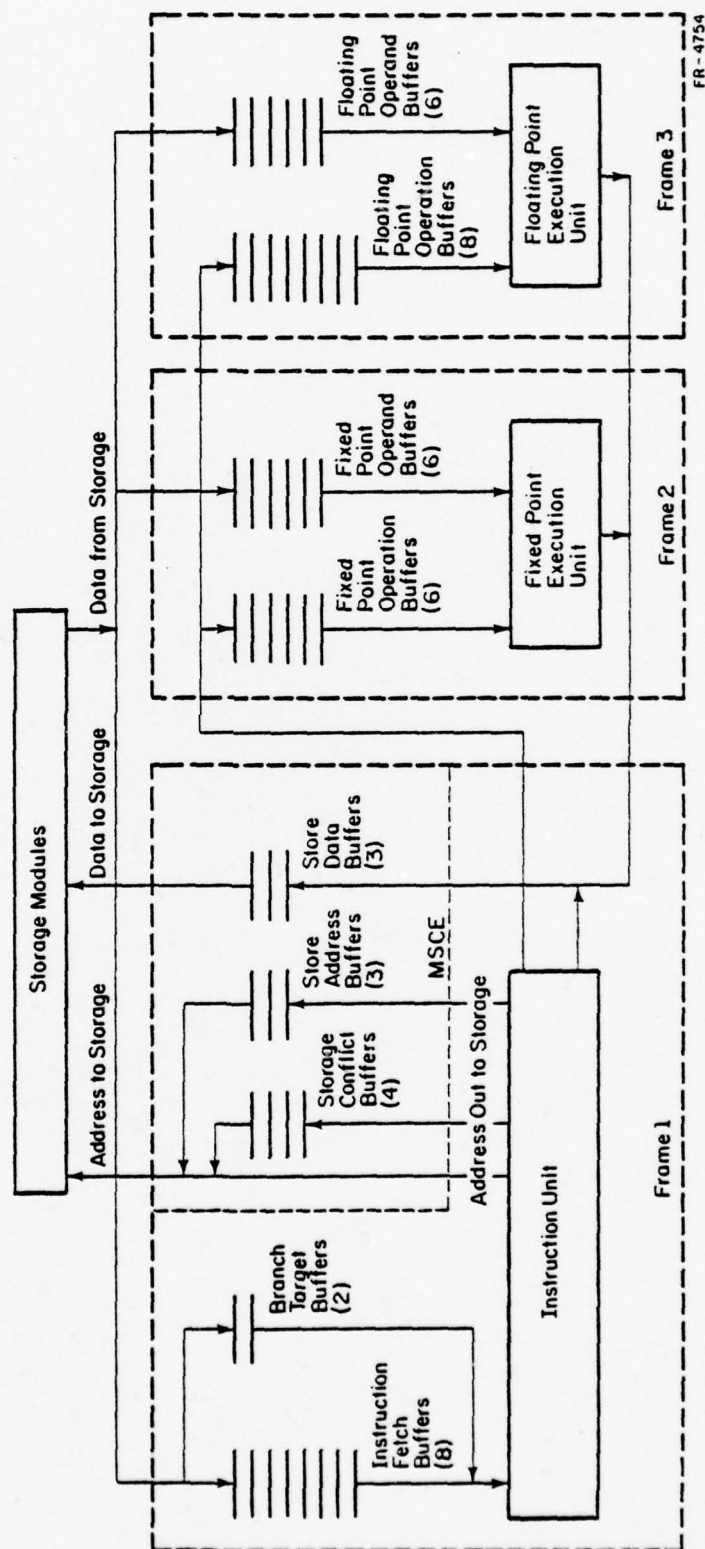 Storage Modules
Address to Storage
Data to Storage
Data from Storage
Instruction
Fetch
Buffers
(8)
Branch
Target
Buffers
(2)
Storage
Conflict
Buffers
(4)
Store
Address
Buffers
(3)
Store
Data
Buffers
(3)
MSCE
Address Out to Storage
Instruction Unit
Frame 1
Fixed
Point
Operation
Buffers
(6)
Fixed
Point
Operand
Buffers
(6)
Fixed Point
Execution
Unit
Frame 2
Floating
Point
Operation
Buffers
(8)
Floating
Point
Operand
Buffers
(6)
Floating Point
Execution
Unit
Frame 3
FR-4754